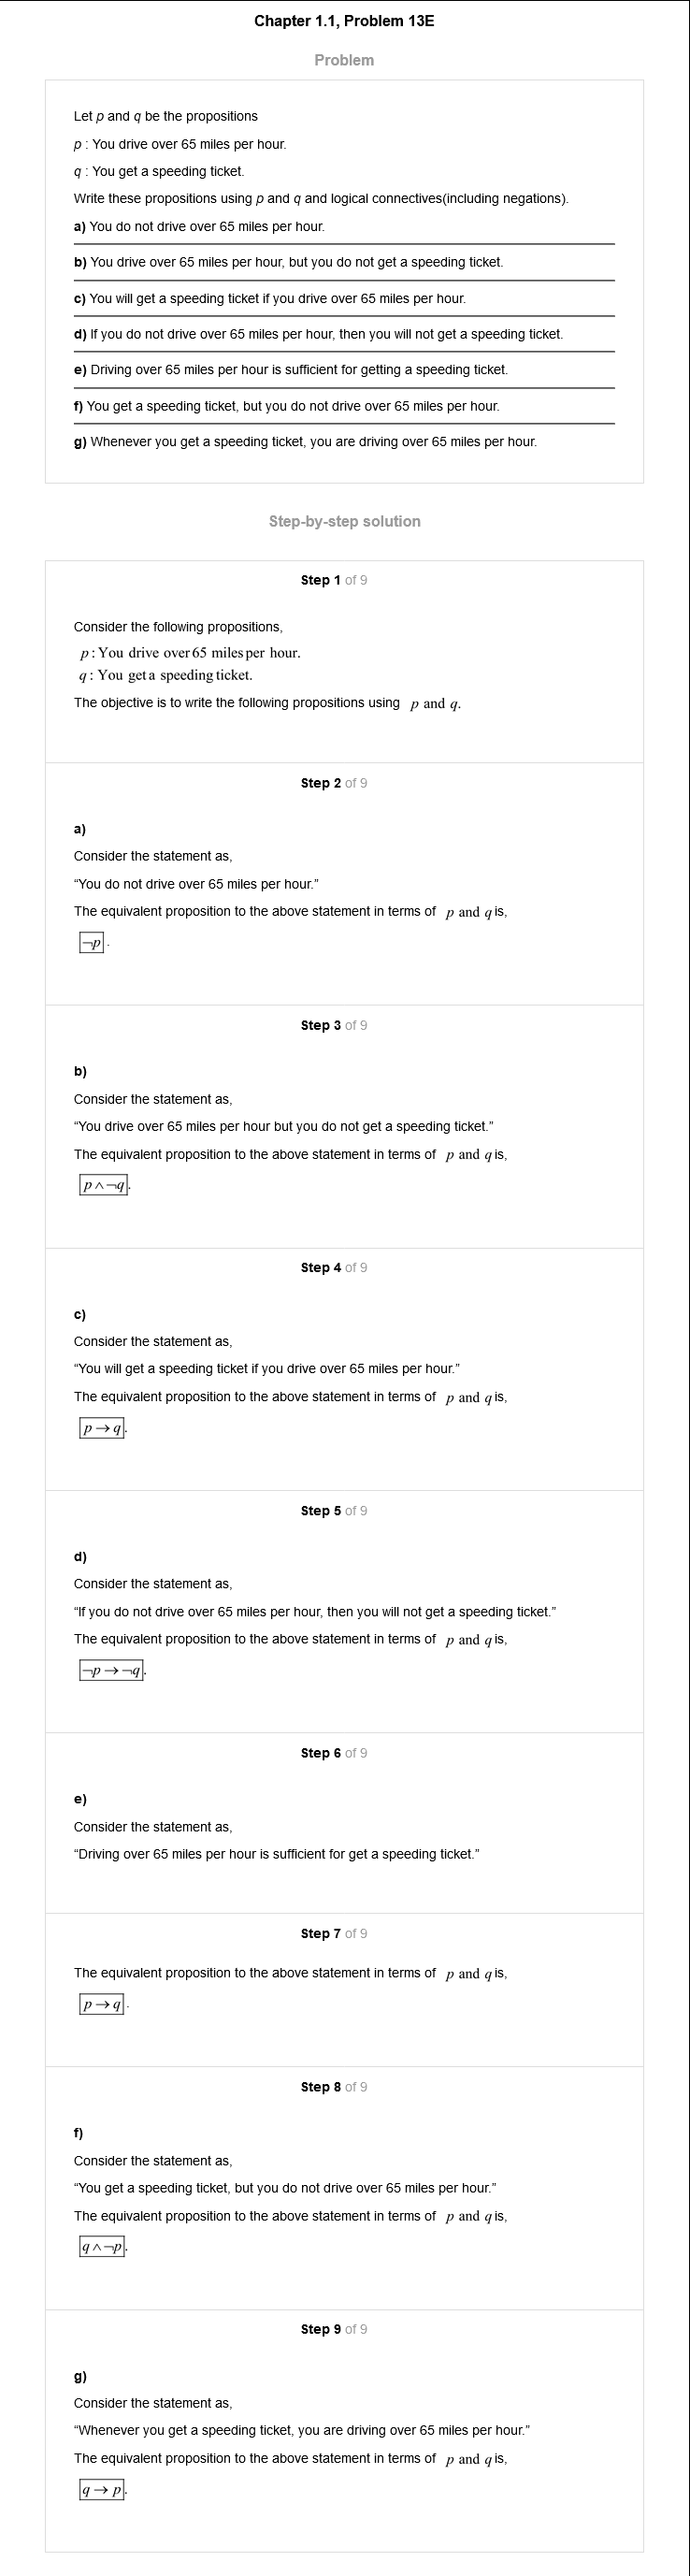 Chapter 1.1, Problem 13E
Problem
Let p and q be the propositions
p : You drive over 65 miles per hour.
q : You get a speeding ticket.
Write these propositions using p and q and logical connectives(including negations).
a) You do not drive over 65 miles per hour.
b) You drive over 65 miles per hour, but you do not get a speeding ticket.
c) You will get a speeding ticket if you drive over 65 miles per hour.
d) If you do not drive over 65 miles per hour, then you will not get a speeding ticket.
e) Driving over 65 miles per hour is sufficient for getting a speeding ticket.
f) You get a speeding ticket, but you do not drive over 65 miles per hour.
g) Whenever you get a speeding ticket, you are driving over 65 miles per hour.
Step-by-step solution
Step 1 of 9
Consider the following propositions,
p : You drive over 65 miles per hour.
q : You get a speeding ticket.
The objective is to write the following propositions using p and q.
Step 2 of 9
a)
Consider the statement as,
“You do not drive over 65 miles per hour.”
The equivalent proposition to the above statement in terms of p and q is,
¬p .
Step 3 of 9
b)
Consider the statement as,
“You drive over 65 miles per hour but you do not get a speeding ticket.”
The equivalent proposition to the above statement in terms of p and q is,
p ∧ ¬q.
Step 4 of 9
c)
Consider the statement as,
“You will get a speeding ticket if you drive over 65 miles per hour.”
The equivalent proposition to the above statement in terms of p and q is,
p → q.
Step 5 of 9
d)
Consider the statement as,
“If you do not drive over 65 miles per hour, then you will not get a speeding ticket.”
The equivalent proposition to the above statement in terms of p and q is,
¬p → ¬q.
Step 6 of 9
e)
Consider the statement as,
“Driving over 65 miles per hour is sufficient for get a speeding ticket.”
Step 7 of 9
The equivalent proposition to the above statement in terms of p and q is,
p → q .
Step 8 of 9
f)
Consider the statement as,
“You get a speeding ticket, but you do not drive over 65 miles per hour.”
The equivalent proposition to the above statement in terms of p and q is,
q ∧ ¬p.
Step 9 of 9
g)
Consider the statement as,
“Whenever you get a speeding ticket, you are driving over 65 miles per hour.”
The equivalent proposition to the above statement in terms of p and q is,
q → p.